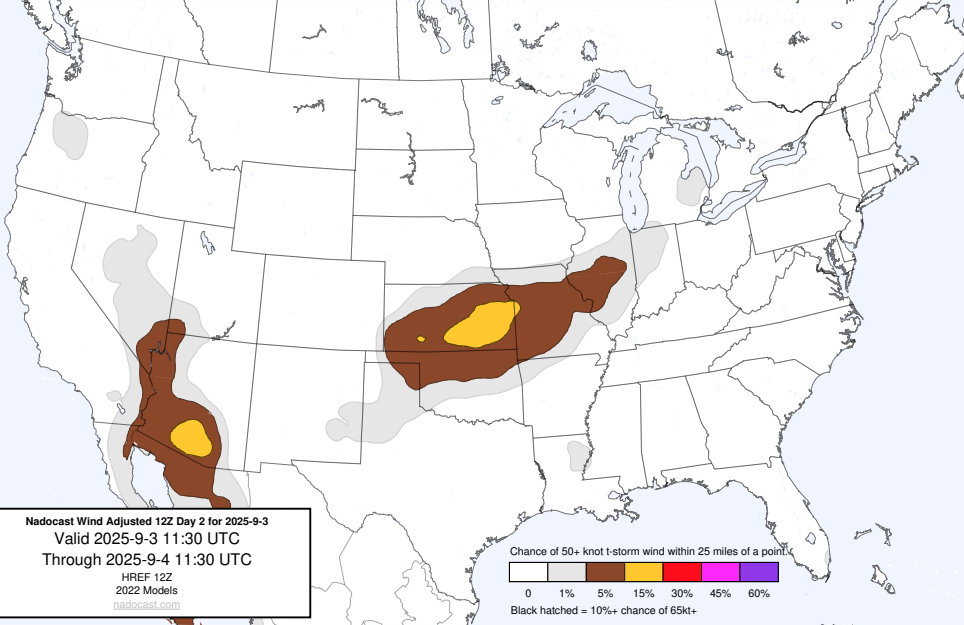 Nadocast Wind Adjusted 12Z Day 2 for 2025-9-3
Valid 2025-9-3 11:30 UTC
Through 2025-9-4 11:30 UTC
HREF 12Z
2022 Models
nadocast.com
Chance of 50+ knot t-storm wind within 25 miles of a point.
0 1% 5% 15% 30% 45% 60%
Black hatched = 10%+ chance of 65kt+